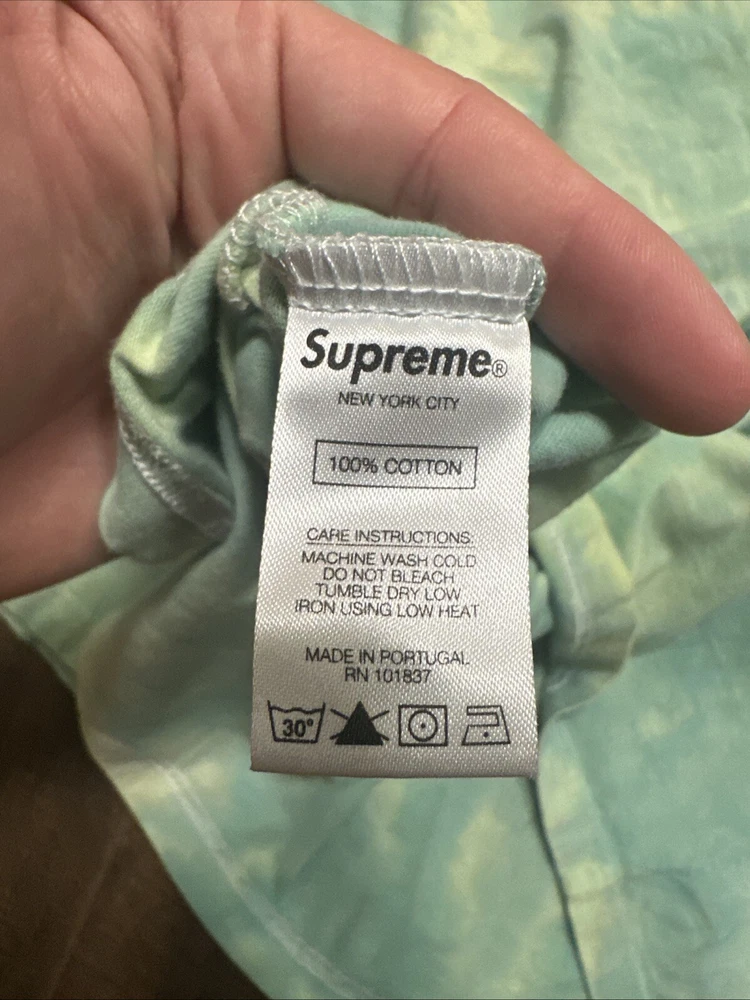 Supreme®
NEW YORK CITY
100% COTTON
CARE INSTRUCTIONS:
MACHINE WASH COLD
DO NOT BLEACH
TUMBLE DRY LOW
IRON USING LOW HEAT
MADE IN PORTUGAL
RN 101837
30°